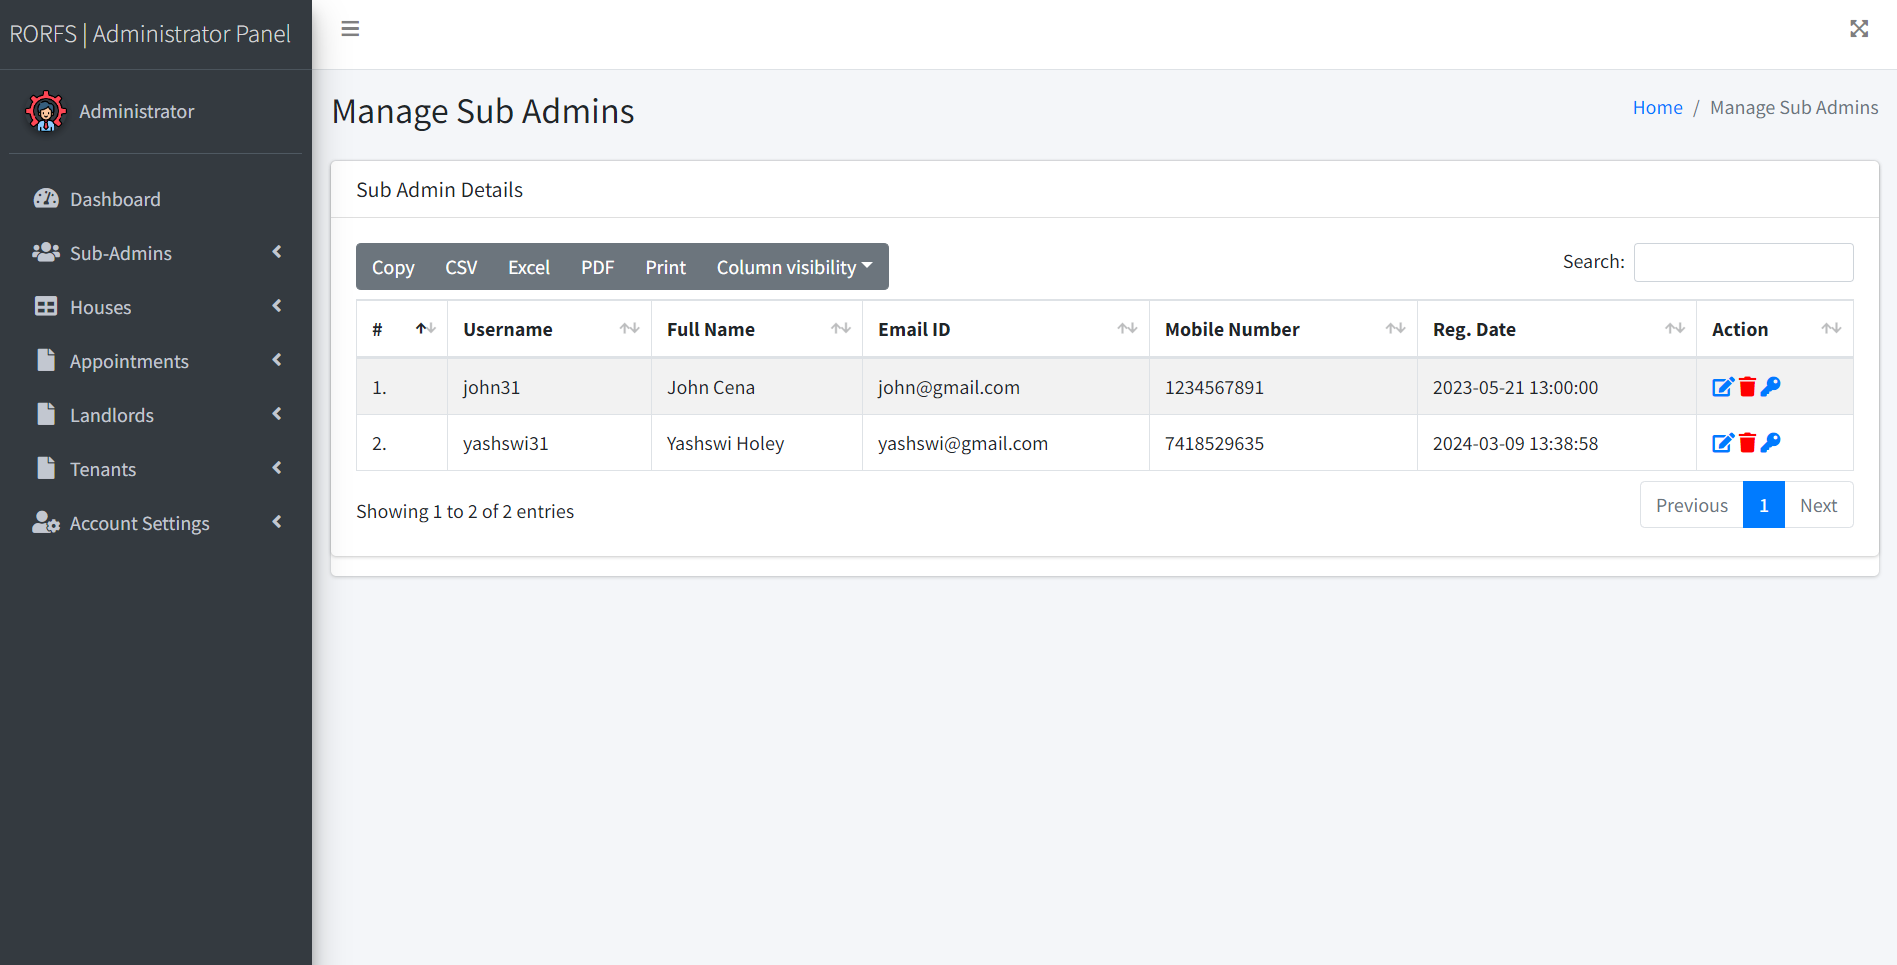 RORFS | Administrator Panel
Administrator
Dashboard
Sub-Admins
Houses
Appointments
Landlords
Tenants
Account Settings
Manage Sub Admins
Home / Manage Sub Admins
Sub Admin Details
Copy CSV Excel PDF Print Column visibility
Search:
# Username Full Name Email ID Mobile Number Reg. Date Action
1. john31 John Cena john@gmail.com 1234567891 2023-05-21 13:00:00
2. yashswi31 Yashswi Holey yashswi@gmail.com 7418529635 2024-03-09 13:38:58
Showing 1 to 2 of 2 entries
Previous 1 Next